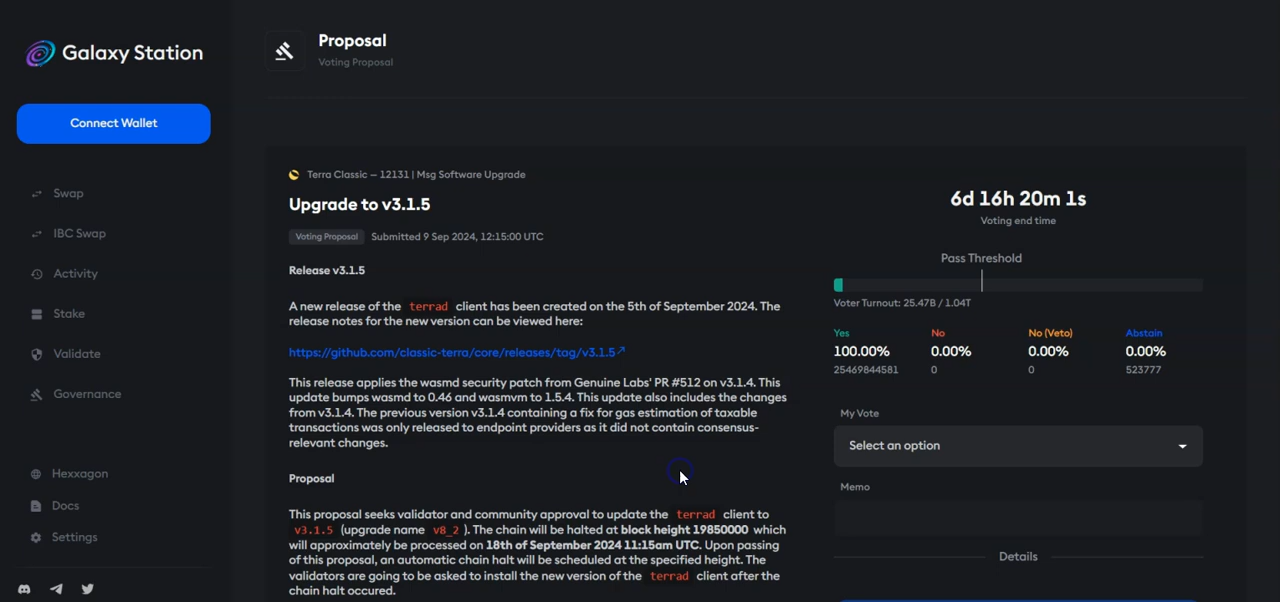 Galaxy Station
Connect Wallet
Swap
IBC Swap
Activity
Stake
Validate
Governance
Hexxagon
Docs
Settings
Proposal
Voting Proposal
Terra Classic – 12131 | Msg Software Upgrade
Upgrade to v3.1.5
Voting Proposal Submitted 9 Sep 2024, 12:15:00 UTC
Release v3.1.5
A new release of the terrad client has been created on the 5th of September 2024. The
release notes for the new version can be viewed here:
https://github.com/classic-terra/core/releases/tag/v3.1.5
This release applies the wasmd security patch from Genuine Labs' PR #512 on v3.1.4. This
update bumps wasmd to 0.46 and wasmvm to 1.5.4. This update also includes the changes
from v3.1.4. The previous version v3.1.4 containing a fix for gas estimation of taxable
transactions was only released to endpoint providers as it did not contain consensus-
relevant changes.
Proposal
This proposal seeks validator and community approval to update the terrad client to
v3.1.5 (upgrade name v8_2 ). The chain will be halted at block height 19850000 which
will approximately be processed on 18th of September 2024 11:15am UTC. Upon passing
of this proposal, an automatic chain halt will be scheduled at the specified height. The
validators are going to be asked to install the new version of the terrad client after the
chain halt occured.
6d 16h 20m 1s
Voting end time
Pass Threshold
Voter Turnout: 25.47B / 1.04T
Yes No No (Veto) Abstain
100.00% 0.00% 0.00% 0.00%
25469844581 0 0 523777
My Vote
Select an option
Memo
Details